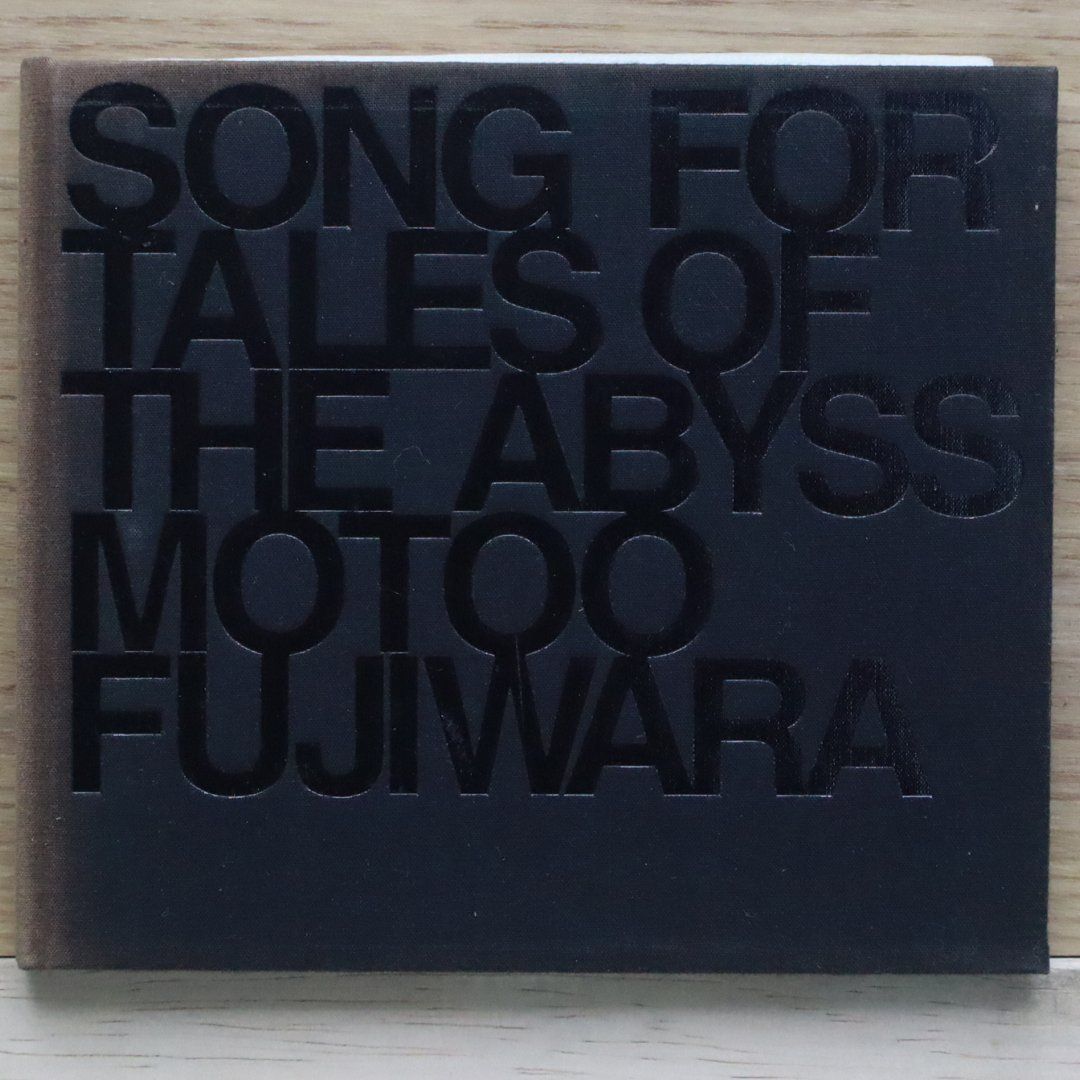 SONG FOR
TALES OF
THE ABYSS
MOTOO
FUJIWARA